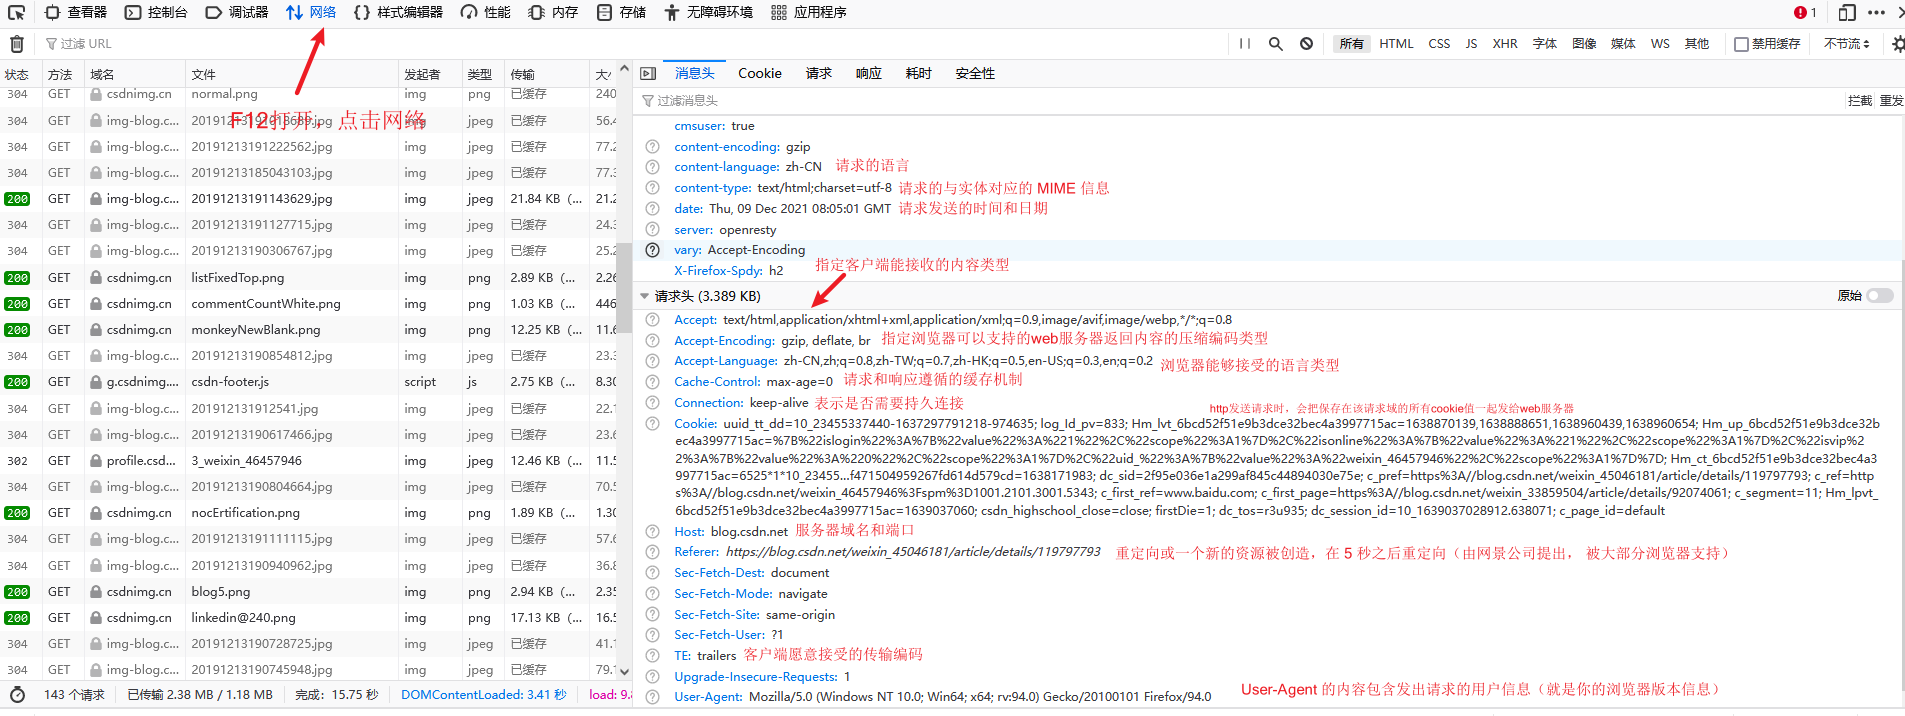 查看器 控制台 调试器 网络 样式编辑器 性能 内存 存储 无障碍环境 应用程序 1
过滤 URL 所有 HTML CSS JS XHR 字体 图像 媒体 WS 其他 禁用缓存 不节流
状态 方法 域名 文件 发起者 类型 传输 大小
304 GET csdnimg.cn normal.png img png 已缓存 240
304 GET img-blog.c... 20191213191018689.jpg img jpeg 已缓存 56.4
F12打开，点击网络
304 GET img-blog.c... 20191213191222562.jpg img jpeg 已缓存 77.2
304 GET img-blog.c... 20191213185043103.jpg img jpeg 已缓存 77.3
200 GET img-blog.c... 20191213191143629.jpg img jpeg 21.84 KB (... 21.2
304 GET img-blog.c... 20191213191127715.jpg img jpeg 已缓存 24.3
304 GET img-blog.c... 20191213190306767.jpg img jpeg 已缓存 25.2
200 GET csdnimg.cn listFixedTop.png img png 2.89 KB (... 2.26
200 GET csdnimg.cn commentCountWhite.png img png 1.03 KB (... 446
200 GET csdnimg.cn monkeyNewBlank.png img png 12.25 KB (... 11.6
304 GET img-blog.c... 20191213190854812.jpg img jpeg 已缓存 23.3
200 GET g.csdnimg.... csdn-footer.js script js 2.75 KB (... 8.30
304 GET img-blog.c... 201912131912541.jpg img jpeg 已缓存 22.1
304 GET img-blog.c... 20191213190617466.jpg img jpeg 已缓存 23.6
302 GET profile.csd... 3_weixin_46457946 img jpeg 12.46 KB (... 11.5
304 GET img-blog.c... 20191213190804664.jpg img jpeg 已缓存 70.5
200 GET csdnimg.cn nocErtification.png img png 1.89 KB (... 1.30
304 GET img-blog.c... 20191213191111115.jpg img jpeg 已缓存 57.6
304 GET img-blog.c... 20191213190940962.jpg img jpeg 已缓存 36.8
200 GET csdnimg.cn blog5.png img png 2.94 KB (... 2.35
200 GET csdnimg.cn linkedin@240.png img png 17.13 KB (... 16.5
304 GET img-blog.c... 20191213190728725.jpg img jpeg 已缓存 41.1
304 GET img-blog.c... 20191213190745948.jpg img jpeg 已缓存 79.1
143 个请求 已传输 2.38 MB / 1.18 MB 完成：15.75 秒 DOMContentLoaded: 3.41 秒 load: 9.8
消息头 Cookie 请求 响应 耗时 安全性
过滤消息头 拦截 重发
cmsuser: true
content-encoding: gzip
content-language: zh-CN 请求的语言
content-type: text/html;charset=utf-8 请求的与实体对应的 MIME 信息
date: Thu, 09 Dec 2021 08:05:01 GMT 请求发送的时间和日期
server: openresty
vary: Accept-Encoding
X-Firefox-Spdy: h2 指定客户端能接收的内容类型
请求头 (3.389 KB) 原始
Accept: text/html,application/xhtml+xml,application/xml;q=0.9,image/avif,image/webp,*/*;q=0.8
Accept-Encoding: gzip, deflate, br 指定浏览器可以支持的web服务器返回内容的压缩编码类型
Accept-Language: zh-CN,zh;q=0.8,zh-TW;q=0.7,zh-HK;q=0.5,en-US;q=0.3,en;q=0.2 浏览器能够接受的语言类型
Cache-Control: max-age=0 请求和响应遵循的缓存机制
Connection: keep-alive 表示是否需要持久连接 http发送请求时，会把保存在该请求域的所有cookie值一起发给web服务器
Cookie: uuid_tt_dd=10_23455337440-1637297791218-974635; log_Id_pv=833; Hm_lvt_6bcd52f51e9b3dce32bec4a3997715ac=1638870139,1638888651,1638960439,1638960654; Hm_up_6bcd52f51e9b3dce32b
ec4a3997715ac=%7B%22islogin%22%3A%7B%22value%22%3A%221%22%2C%22scope%22%3A1%7D%2C%22isonline%22%3A%7B%22value%22%3A%221%22%2C%22scope%22%3A1%7D%2C%22isvip%2
2%3A%7B%22value%22%3A%220%22%2C%22scope%22%3A1%7D%2C%22uid_%22%3A%7B%22value%22%3A%22weixin_46457946%22%2C%22scope%22%3A1%7D%7D; Hm_ct_6bcd52f51e9b3dce32bec4a3
997715ac=6525*1*10_23455...f471504959267fd614d579cd=1638171983; dc_sid=2f95e036e1a299af845c44894030e75e; c_pref=https%3A//blog.csdn.net/weixin_45046181/article/details/119797793; c_ref=http
s%3A//blog.csdn.net/weixin_46457946%3Fspm%3D1001.2101.3001.5343; c_first_ref=www.baidu.com; c_first_page=https%3A//blog.csdn.net/weixin_33859504/article/details/92074061; c_segment=11; Hm_lpvt_
6bcd52f51e9b3dce32bec4a3997715ac=1639037060; csdn_highschool_close=close; firstDie=1; dc_tos=r3u935; dc_session_id=10_1639037028912.638071; c_page_id=default
Host: blog.csdn.net 服务器域名和端口
Referer: https://blog.csdn.net/weixin_45046181/article/details/119797793 重定向或一个新的资源被创造，在 5 秒之后重定向（由网景公司提出， 被大部分浏览器支持）
Sec-Fetch-Dest: document
Sec-Fetch-Mode: navigate
Sec-Fetch-Site: same-origin
Sec-Fetch-User: ?1
TE: trailers 客户端愿意接受的传输编码
Upgrade-Insecure-Requests: 1
User-Agent: Mozilla/5.0 (Windows NT 10.0; Win64; x64; rv:94.0) Gecko/20100101 Firefox/94.0 User-Agent 的内容包含发出请求的用户信息（就是你的浏览器版本信息）